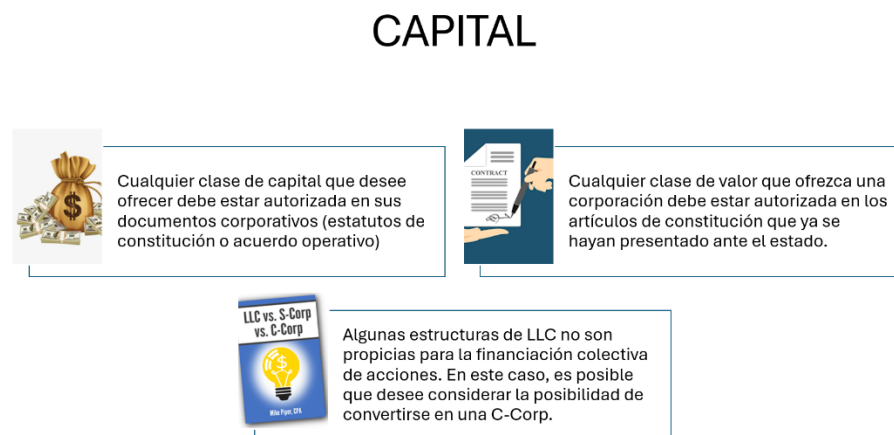 CAPITAL
Cualquier clase de capital que desee
ofrecer debe estar autorizada en sus
documentos corporativos (estatutos de
constitución o acuerdo operativo)
CONTRACT
Cualquier clase de valor que ofrezca una
corporación debe estar autorizada en los
artículos de constitución que ya se
hayan presentado ante el estado.
LLC vs. S-Corp
vs. C-Corp
Mike Piper, CPA
Algunas estructuras de LLC no son
propicias para la financiación colectiva
de acciones. En este caso, es posible
que desee considerar la posibilidad de
convertirse en una C-Corp.